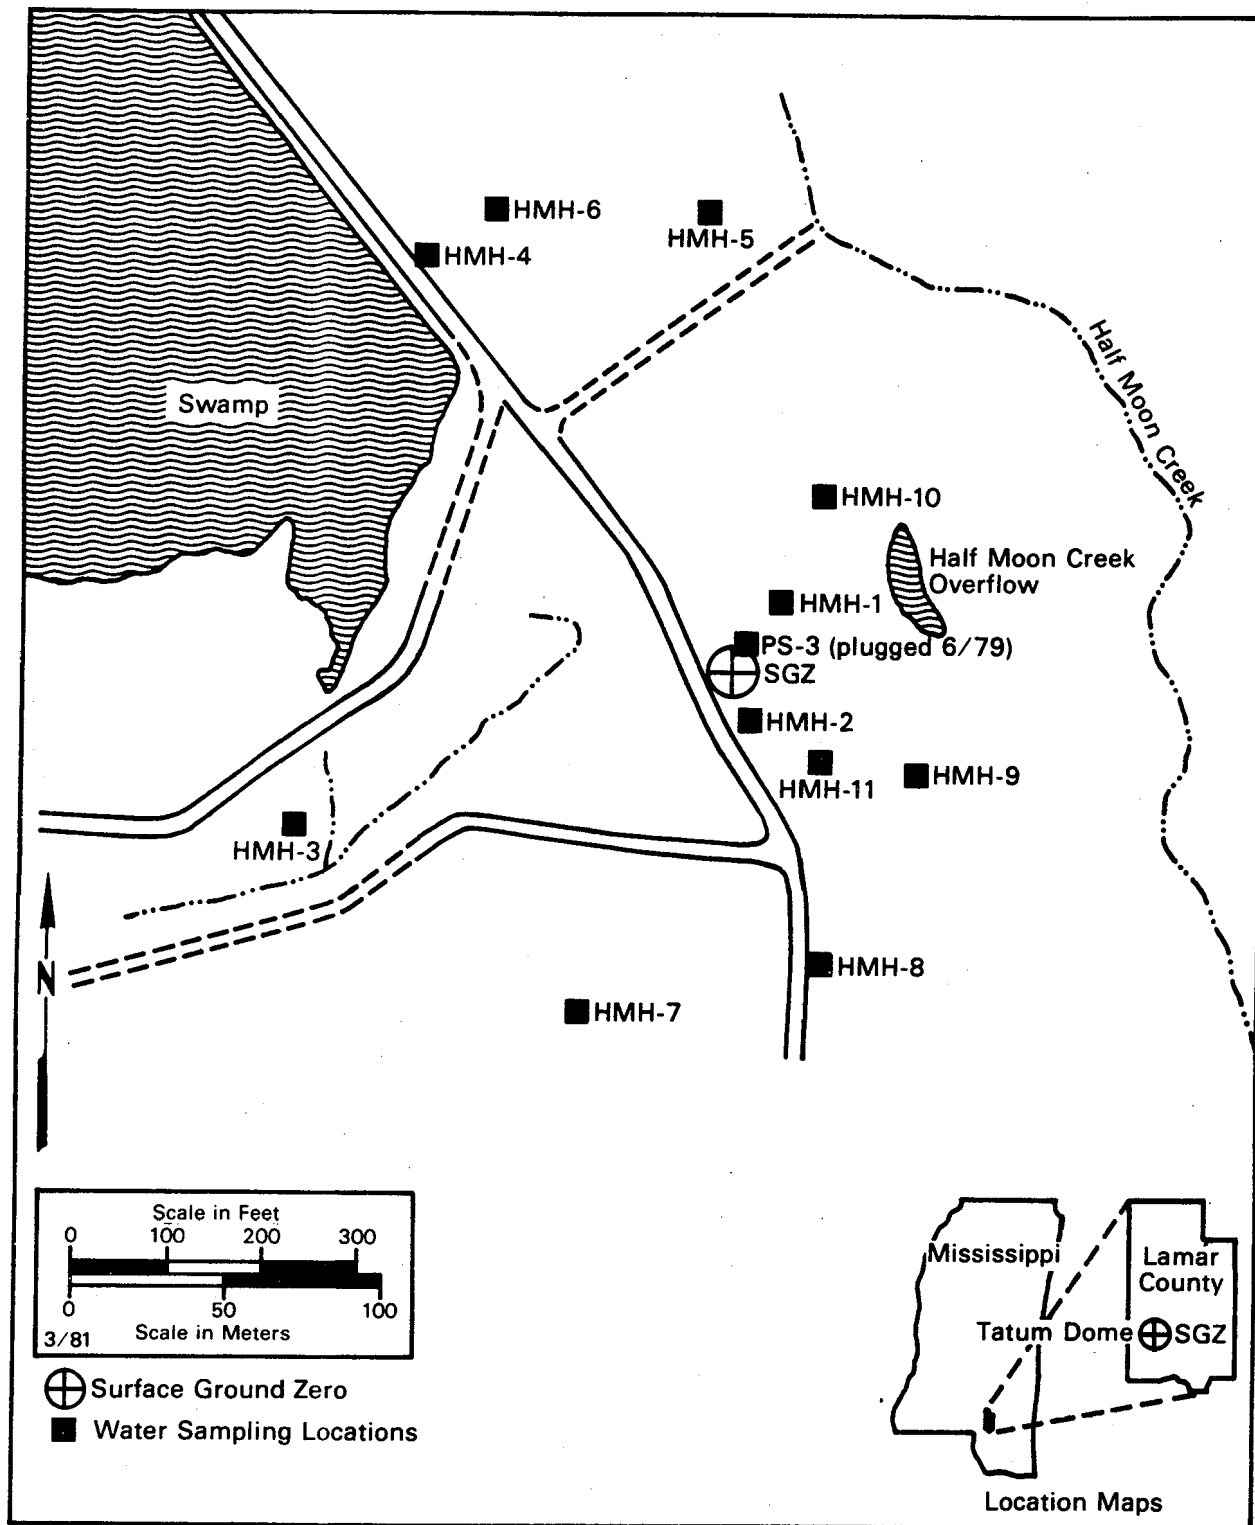 HMH-6
HMH-5
HMH-4
Half Moon Creek
Swamp
HMH-10
Half Moon Creek
Overflow
HMH-1
PS-3 (plugged 6/79)
SGZ
HMH-2
HMH-11
HMH-9
HMH-3
N
HMH-8
HMH-7
Scale in Feet
0 100 200 300
0 50 100
3/81 Scale in Meters
Surface Ground Zero
Water Sampling Locations
Mississippi
Lamar
County
Tatum Dome
SGZ
Location Maps